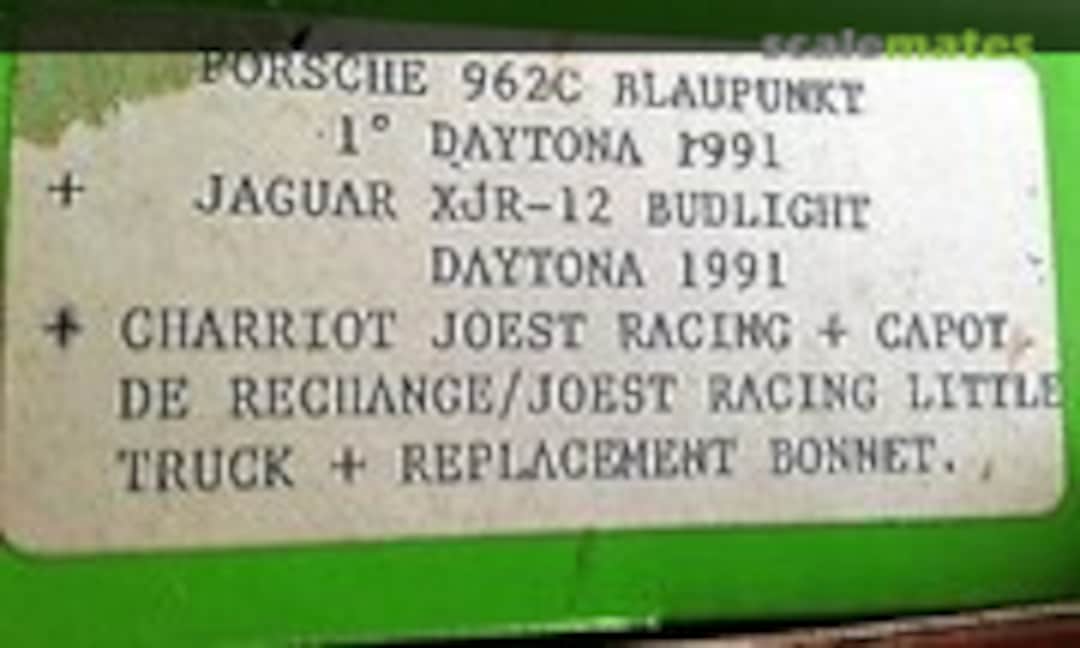 scalemates
PORSCHE 962C BLAUPUNKT
1° DAYTONA 1991
+ JAGUAR XJR-12 BUDLIGHT
DAYTONA 1991
+ CHARRIOT JOEST RACING + CAPOT
DE RECHANGE/JOEST RACING LITTLE
TRUCK + REPLACEMENT BONNET.